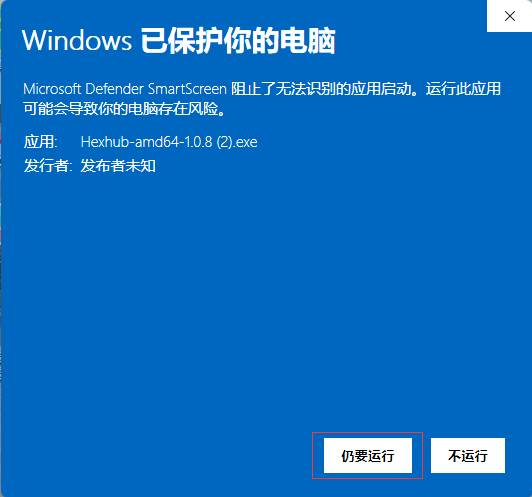 Windows 已保护你的电脑
Microsoft Defender SmartScreen 阻止了无法识别的应用启动。运行此应用
可能会导致你的电脑存在风险。
应用: Hexhub-amd64-1.0.8 (2).exe
发行者: 发布者未知
仍要运行 不运行